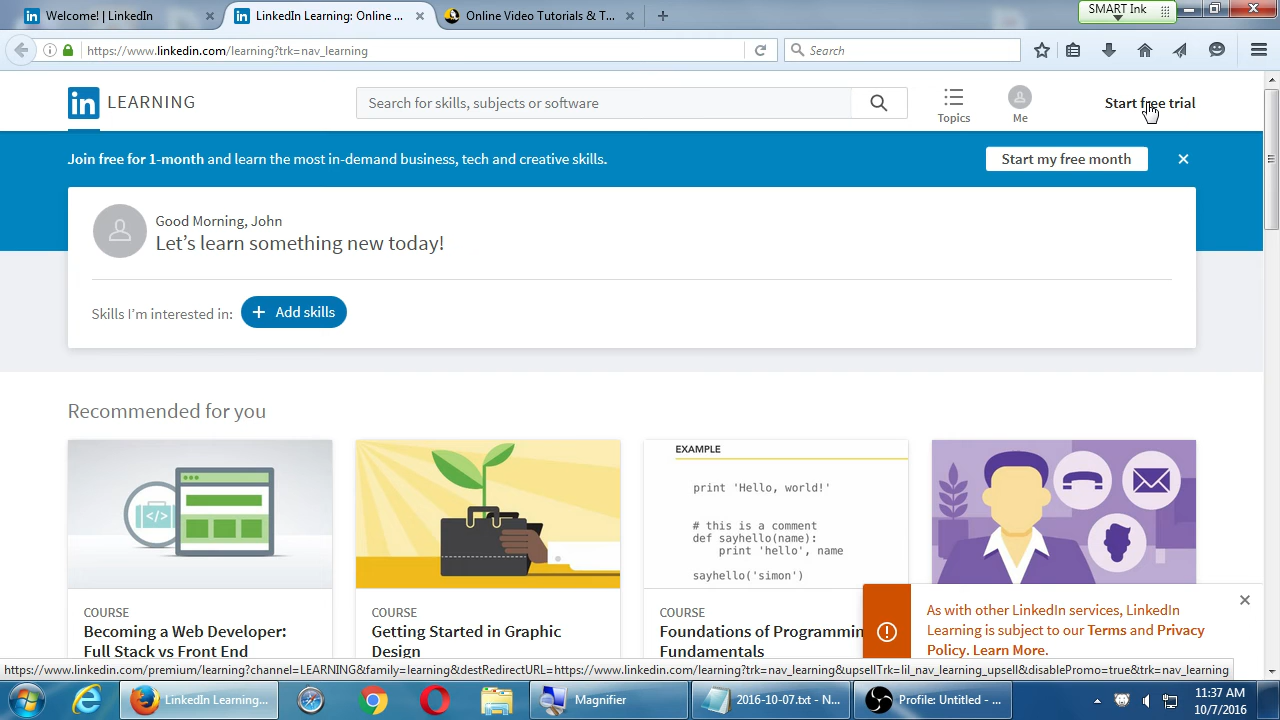 Welcome! | LinkedIn
LinkedIn Learning: Online ...
Online Video Tutorials & T...
SMART Ink
https://www.linkedin.com/learning?trk=nav_learning
Search
in LEARNING
Search for skills, subjects or software
Topics
Me
Start free trial
Join free for 1-month and learn the most in-demand business, tech and creative skills.
Start my free month
Good Morning, John
Let's learn something new today!
Skills I'm interested in:
+ Add skills
Recommended for you
EXAMPLE
print 'Hello, world!'
# this is a comment
def sayhello(name):
print 'hello', name
sayhello('simon')
COURSE
Becoming a Web Developer:
Full Stack vs Front End
COURSE
Getting Started in Graphic
Design
COURSE
Foundations of Programmin
Fundamentals
As with other LinkedIn services, LinkedIn
Learning is subject to our Terms and Privacy
Policy. Learn More.
https://www.linkedin.com/premium/learning?channel=LEARNING&family=learning&destRedirectURL=https://www.linkedin.com/learning?trk=nav_learning&upsellTrk=lil_nav_learning_upsell&disablePromo=true&trk=nav_learning
LinkedIn Learning...
Magnifier
2016-10-07.txt - N...
Profile: Untitled - ...
11:37 AM
10/7/2016